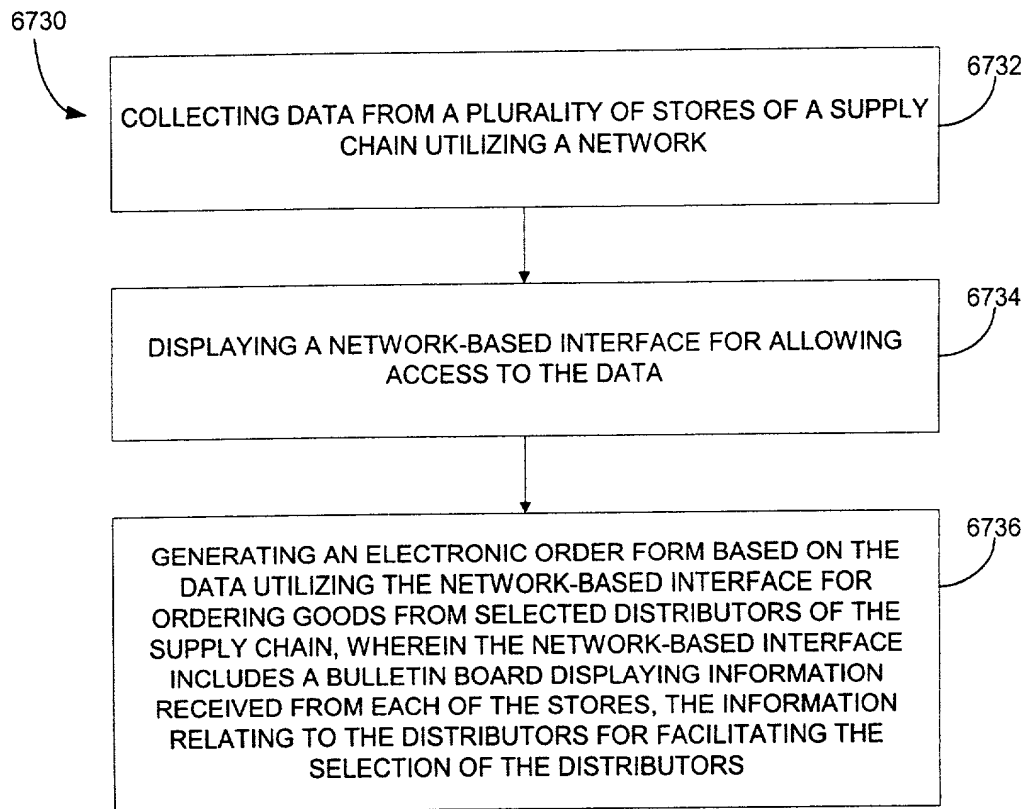 6730
6732
COLLECTING DATA FROM A PLURALITY OF STORES OF A SUPPLY
CHAIN UTILIZING A NETWORK
6734
DISPLAYING A NETWORK-BASED INTERFACE FOR ALLOWING
ACCESS TO THE DATA
6736
GENERATING AN ELECTRONIC ORDER FORM BASED ON THE
DATA UTILIZING THE NETWORK-BASED INTERFACE FOR
ORDERING GOODS FROM SELECTED DISTRIBUTORS OF THE
SUPPLY CHAIN, WHEREIN THE NETWORK-BASED INTERFACE
INCLUDES A BULLETIN BOARD DISPLAYING INFORMATION
RECEIVED FROM EACH OF THE STORES, THE INFORMATION
RELATING TO THE DISTRIBUTORS FOR FACILITATING THE
SELECTION OF THE DISTRIBUTORS